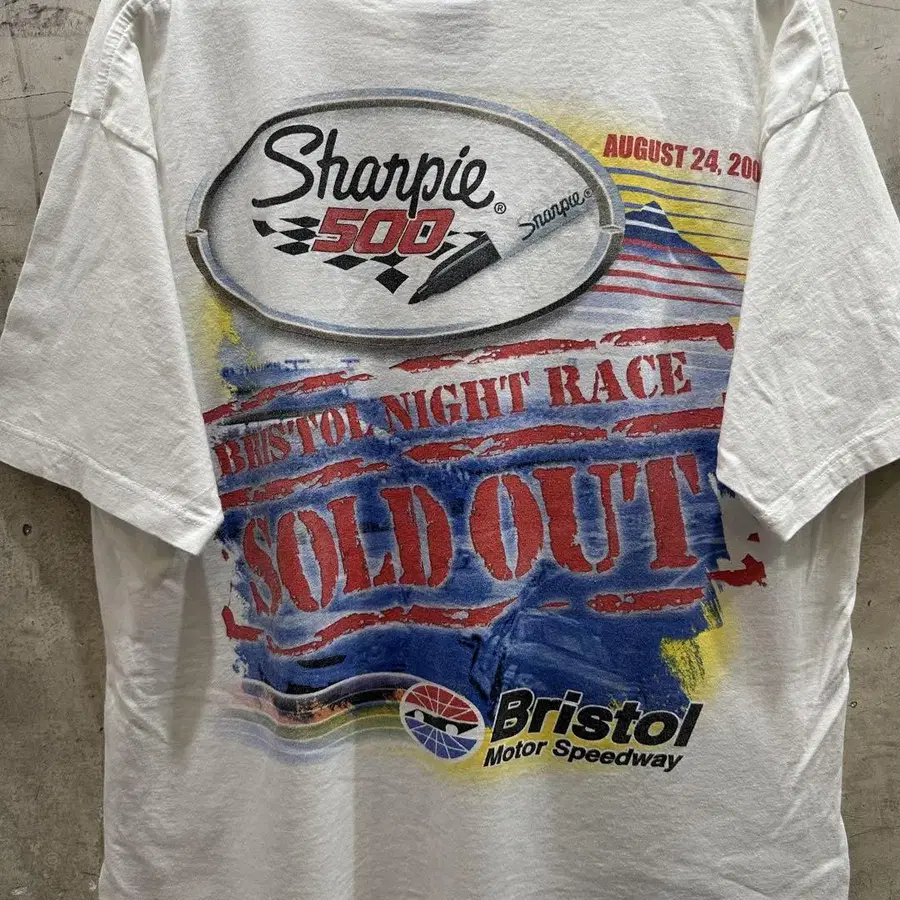 Sharpie®
500
Sharpie®
AUGUST 24, 200
BRISTOL NIGHT RACE
SOLD OUT
Bristol
Motor Speedway